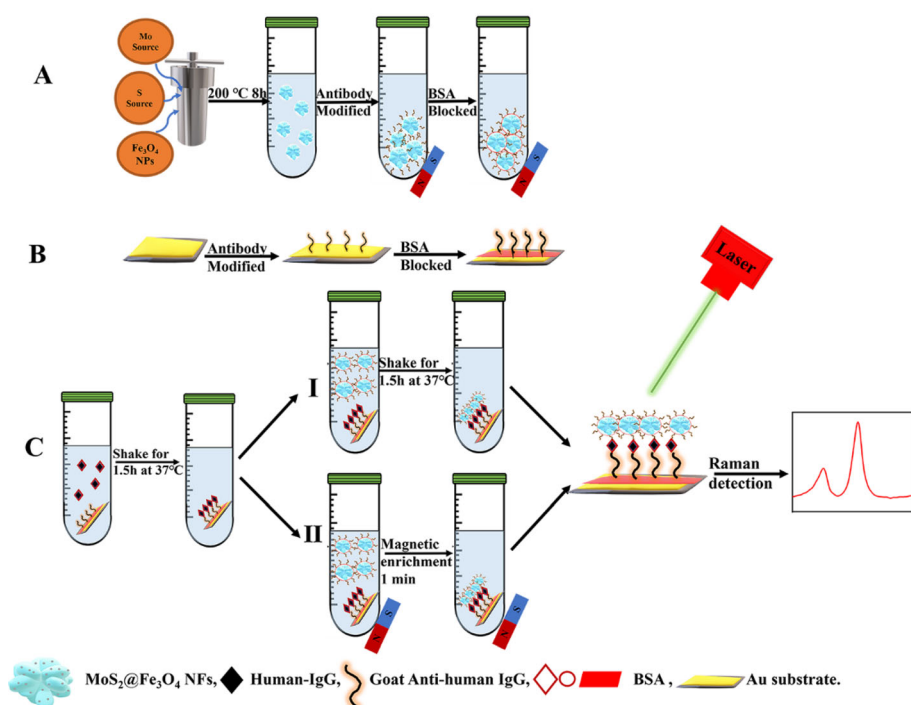 A
Mo
Source
S
Source
Fe₃O₄
NPs
200 ℃ 8h
Antibody
Modified
BSA
Blocked
S
N
S
N
B
Antibody
Modified
BSA
Blocked
Laser
C
Shake for
1.5h at 37℃
I
Shake for
1.5h at 37℃
II
Magnetic
enrichment
1 min
S
N
S
N
Raman
detection
MoS₂@Fe₃O₄ NFs, Human-IgG, Goat Anti-human IgG, BSA , Au substrate.